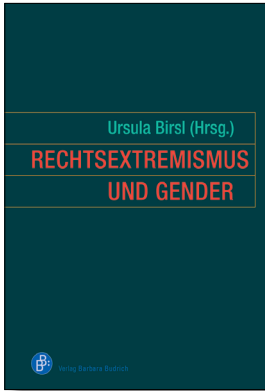 Ursula Birsl (Hrsg.)
RECHTSEXTREMISMUS
UND GENDER
Verlag Barbara Budrich